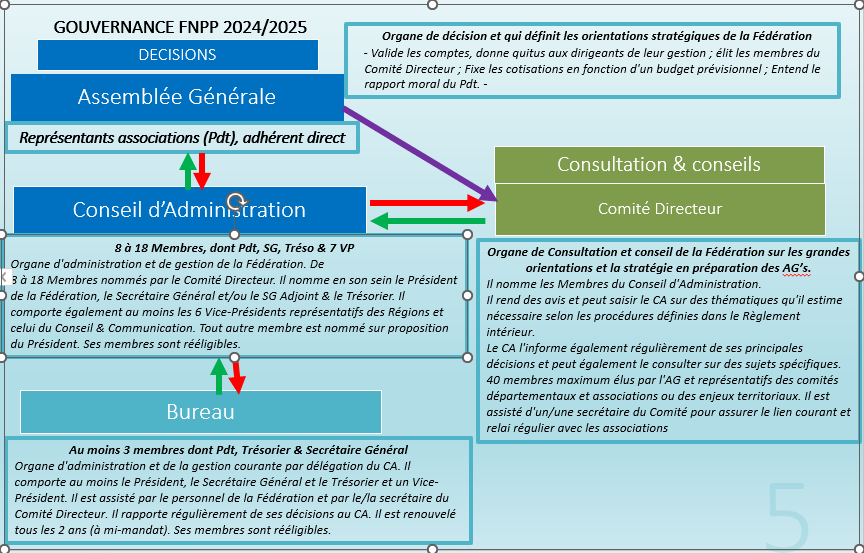 GOUVERNANCE FNPP 2024/2025
DECISIONS
Assemblée Générale
Représentants associations (Pdt), adhérent direct
Organe de décision et qui définit les orientations stratégiques de la Fédération
- Valide les comptes, donne quitus aux dirigeants de leur gestion ; élit les membres du
Comité Directeur ; Fixe les cotisations en fonction d'un budget prévisionnel ; Entend le
rapport moral du Pdt. -
Conseil d'Administration
8 à 18 Membres, dont Pdt, SG, Tréso & 7 VP
Organe d'administration et de gestion de la Fédération. De
8 à 18 Membres nommés par le Comité Directeur. Il nomme en son sein le Président
de la Fédération, le Secrétaire Général et/ou le SG Adjoint & le Trésorier. Il
comporte également au moins les 6 Vice-Présidents représentatifs des Régions et
celui du Conseil & Communication. Tout autre membre est nommé sur proposition
du Président. Ses membres sont rééligibles.
Bureau
Au moins 3 membres dont Pdt, Trésorier & Secrétaire Général
Organe d'administration et de la gestion courante par délégation du CA. Il
comporte au moins le Président, le Secrétaire Général et le Trésorier et un Vice-
Président. Il est assisté par le personnel de la Fédération et par le/la secrétaire du
Comité Directeur. Il rapporte régulièrement de ses décisions au CA. Il est renouvelé
tous les 2 ans (à mi-mandat). Ses membres sont rééligibles.
Consultation & conseils
Comité Directeur
Organe de Consultation et conseil de la Fédération sur les grandes
orientations et la stratégie en préparation des AG's.
Il nomme les Membres du Conseil d'Administration.
Il rend des avis et peut saisir le CA sur des thématiques qu'il estime
nécessaire selon les procédures définies dans le Règlement
intérieur.
Le CA l'informe également régulièrement de ses principales
décisions et peut également le consulter sur des sujets spécifiques.
40 membres maximum élus par l'AG et représentatifs des comités
départementaux et associations ou des enjeux territoriaux. Il est
assisté d'un/une secrétaire du Comité pour assurer le lien courant et
relai régulier avec les associations
5